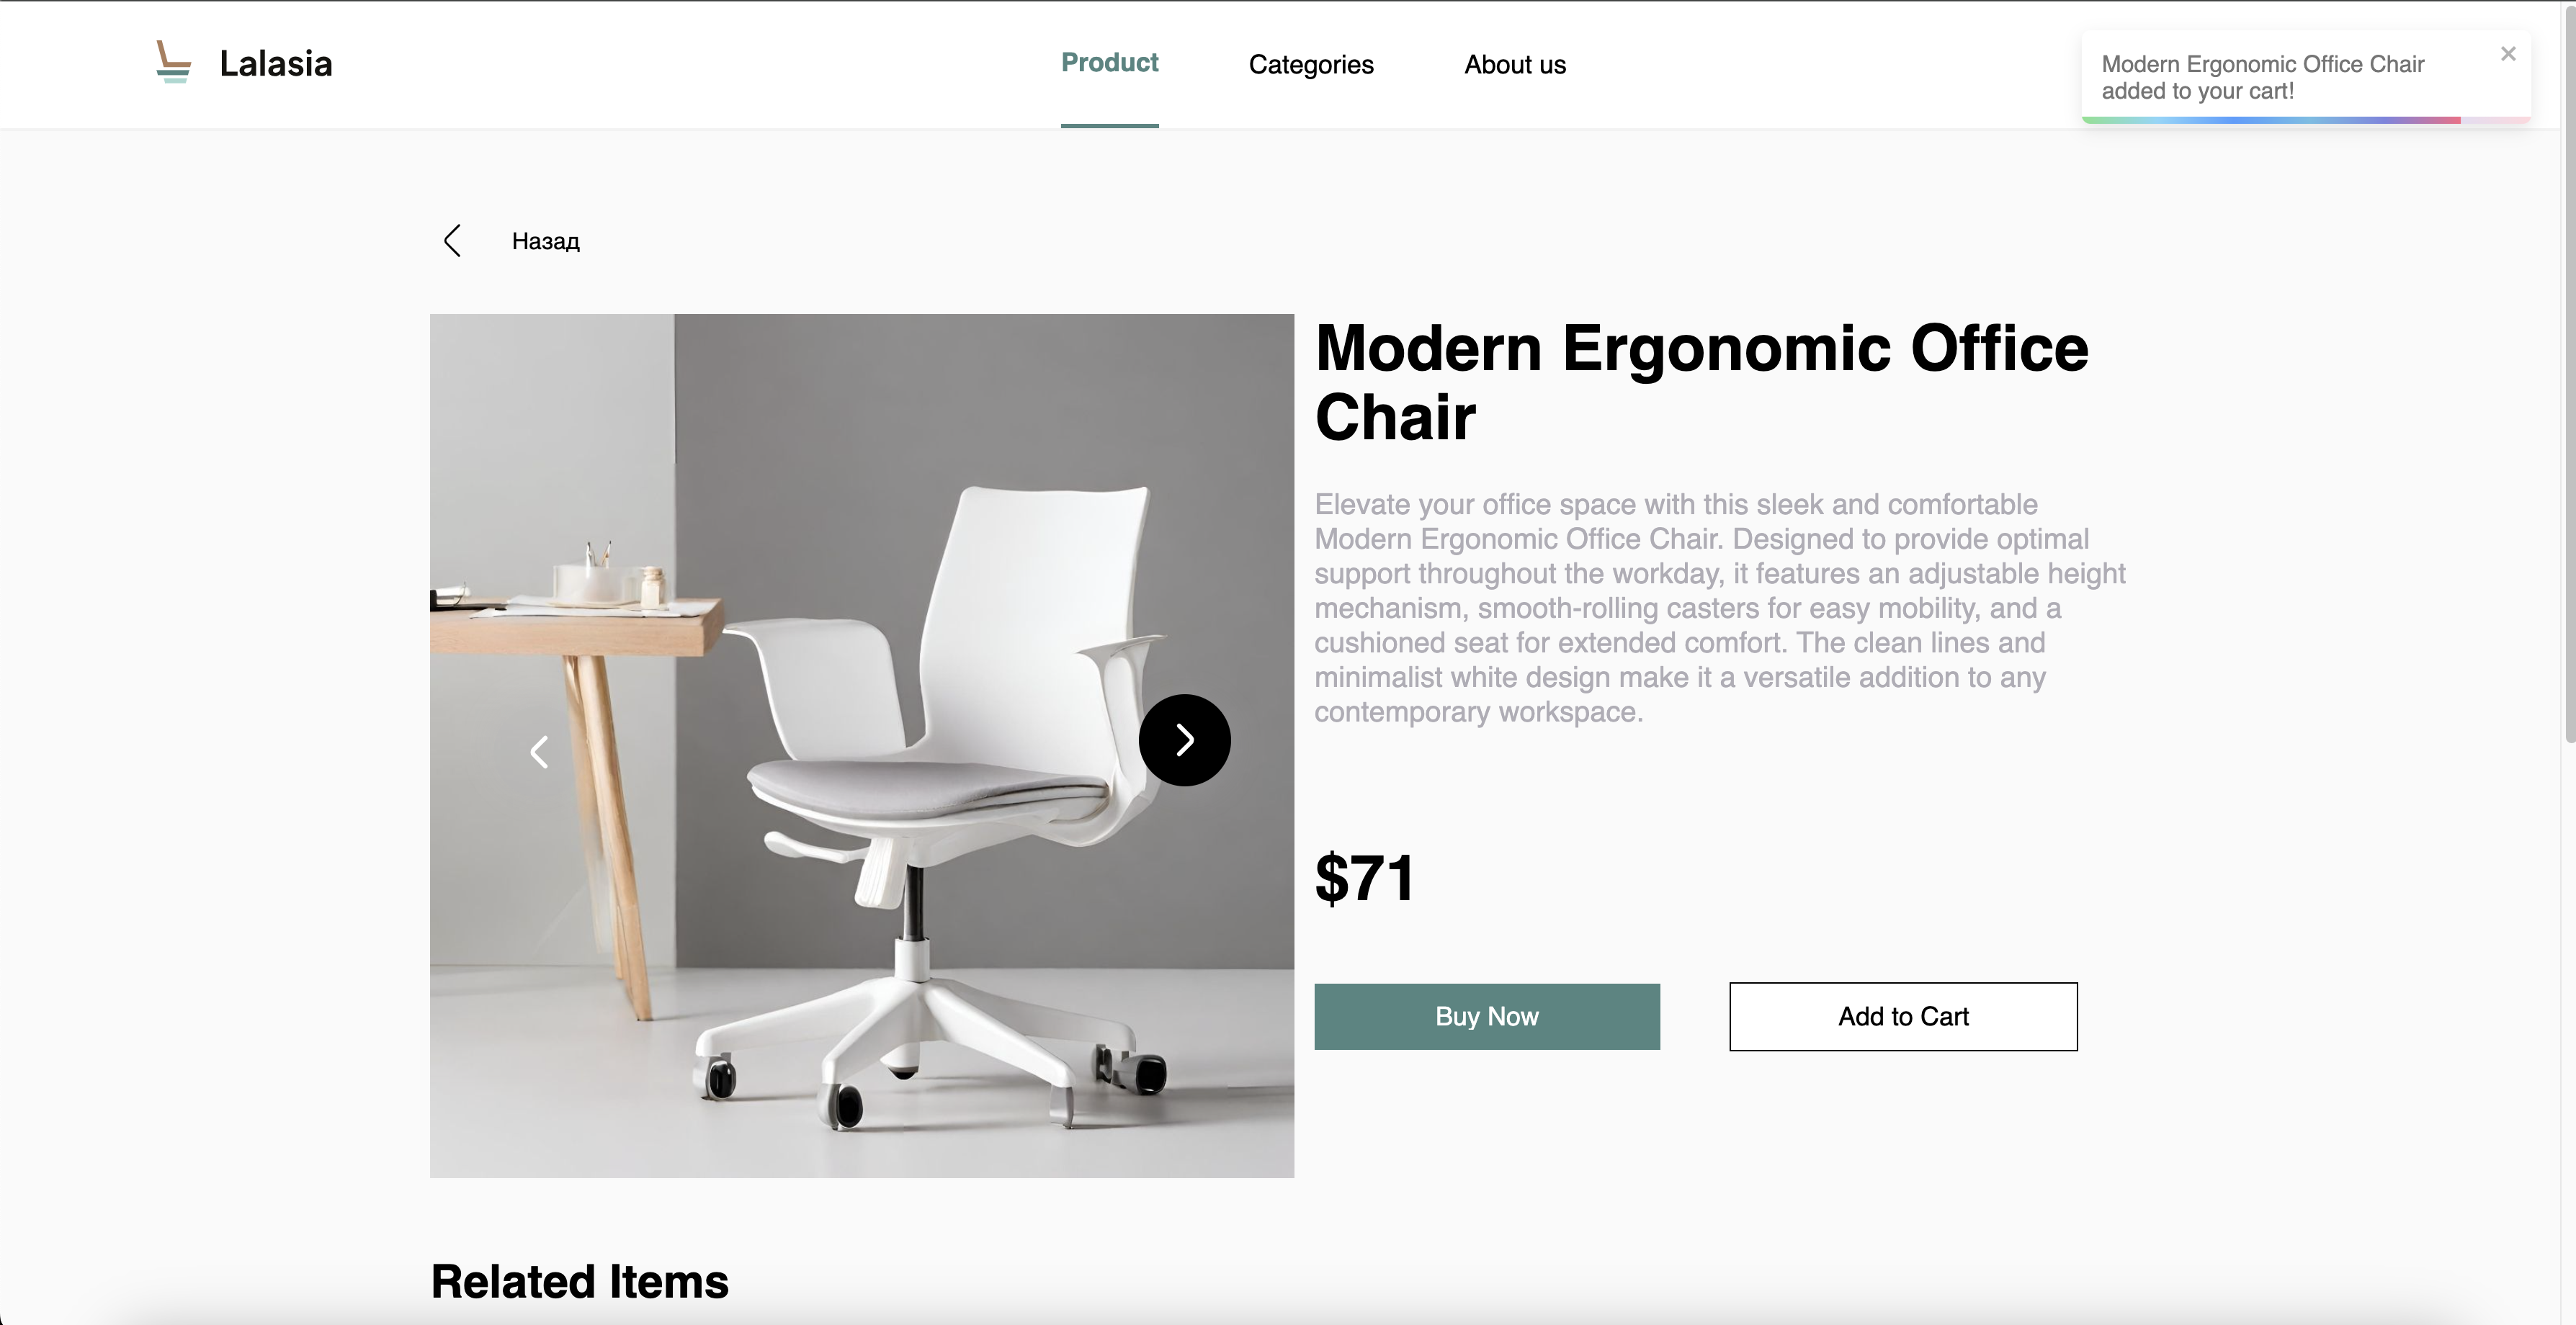 Lalasia
Product
Categories
About us
Modern Ergonomic Office Chair
added to your cart!
Назад
Modern Ergonomic Office
Chair
Elevate your office space with this sleek and comfortable
Modern Ergonomic Office Chair. Designed to provide optimal
support throughout the workday, it features an adjustable height
mechanism, smooth-rolling casters for easy mobility, and a
cushioned seat for extended comfort. The clean lines and
minimalist white design make it a versatile addition to any
contemporary workspace.
$71
Buy Now
Add to Cart
Related Items